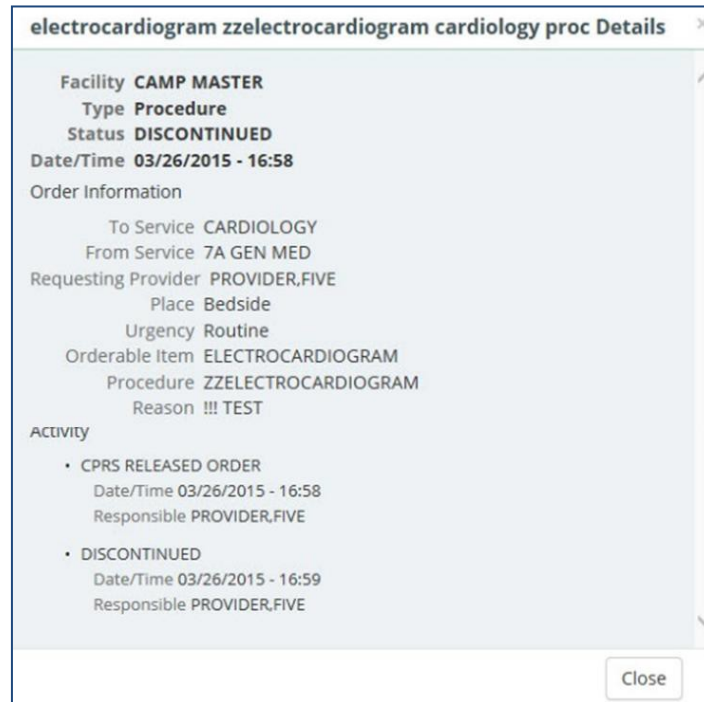 electrocardiogram zzelectrocardiogram cardiology proc Details ×
Facility CAMP MASTER
Type Procedure
Status DISCONTINUED
Date/Time 03/26/2015 - 16:58
Order Information
To Service CARDIOLOGY
From Service 7A GEN MED
Requesting Provider PROVIDER,FIVE
Place Bedside
Urgency Routine
Orderable Item ELECTROCARDIOGRAM
Procedure ZZELECTROCARDIOGRAM
Reason !!! TEST
Activity
• CPRS RELEASED ORDER
Date/Time 03/26/2015 - 16:58
Responsible PROVIDER,FIVE
• DISCONTINUED
Date/Time 03/26/2015 - 16:59
Responsible PROVIDER,FIVE
Close